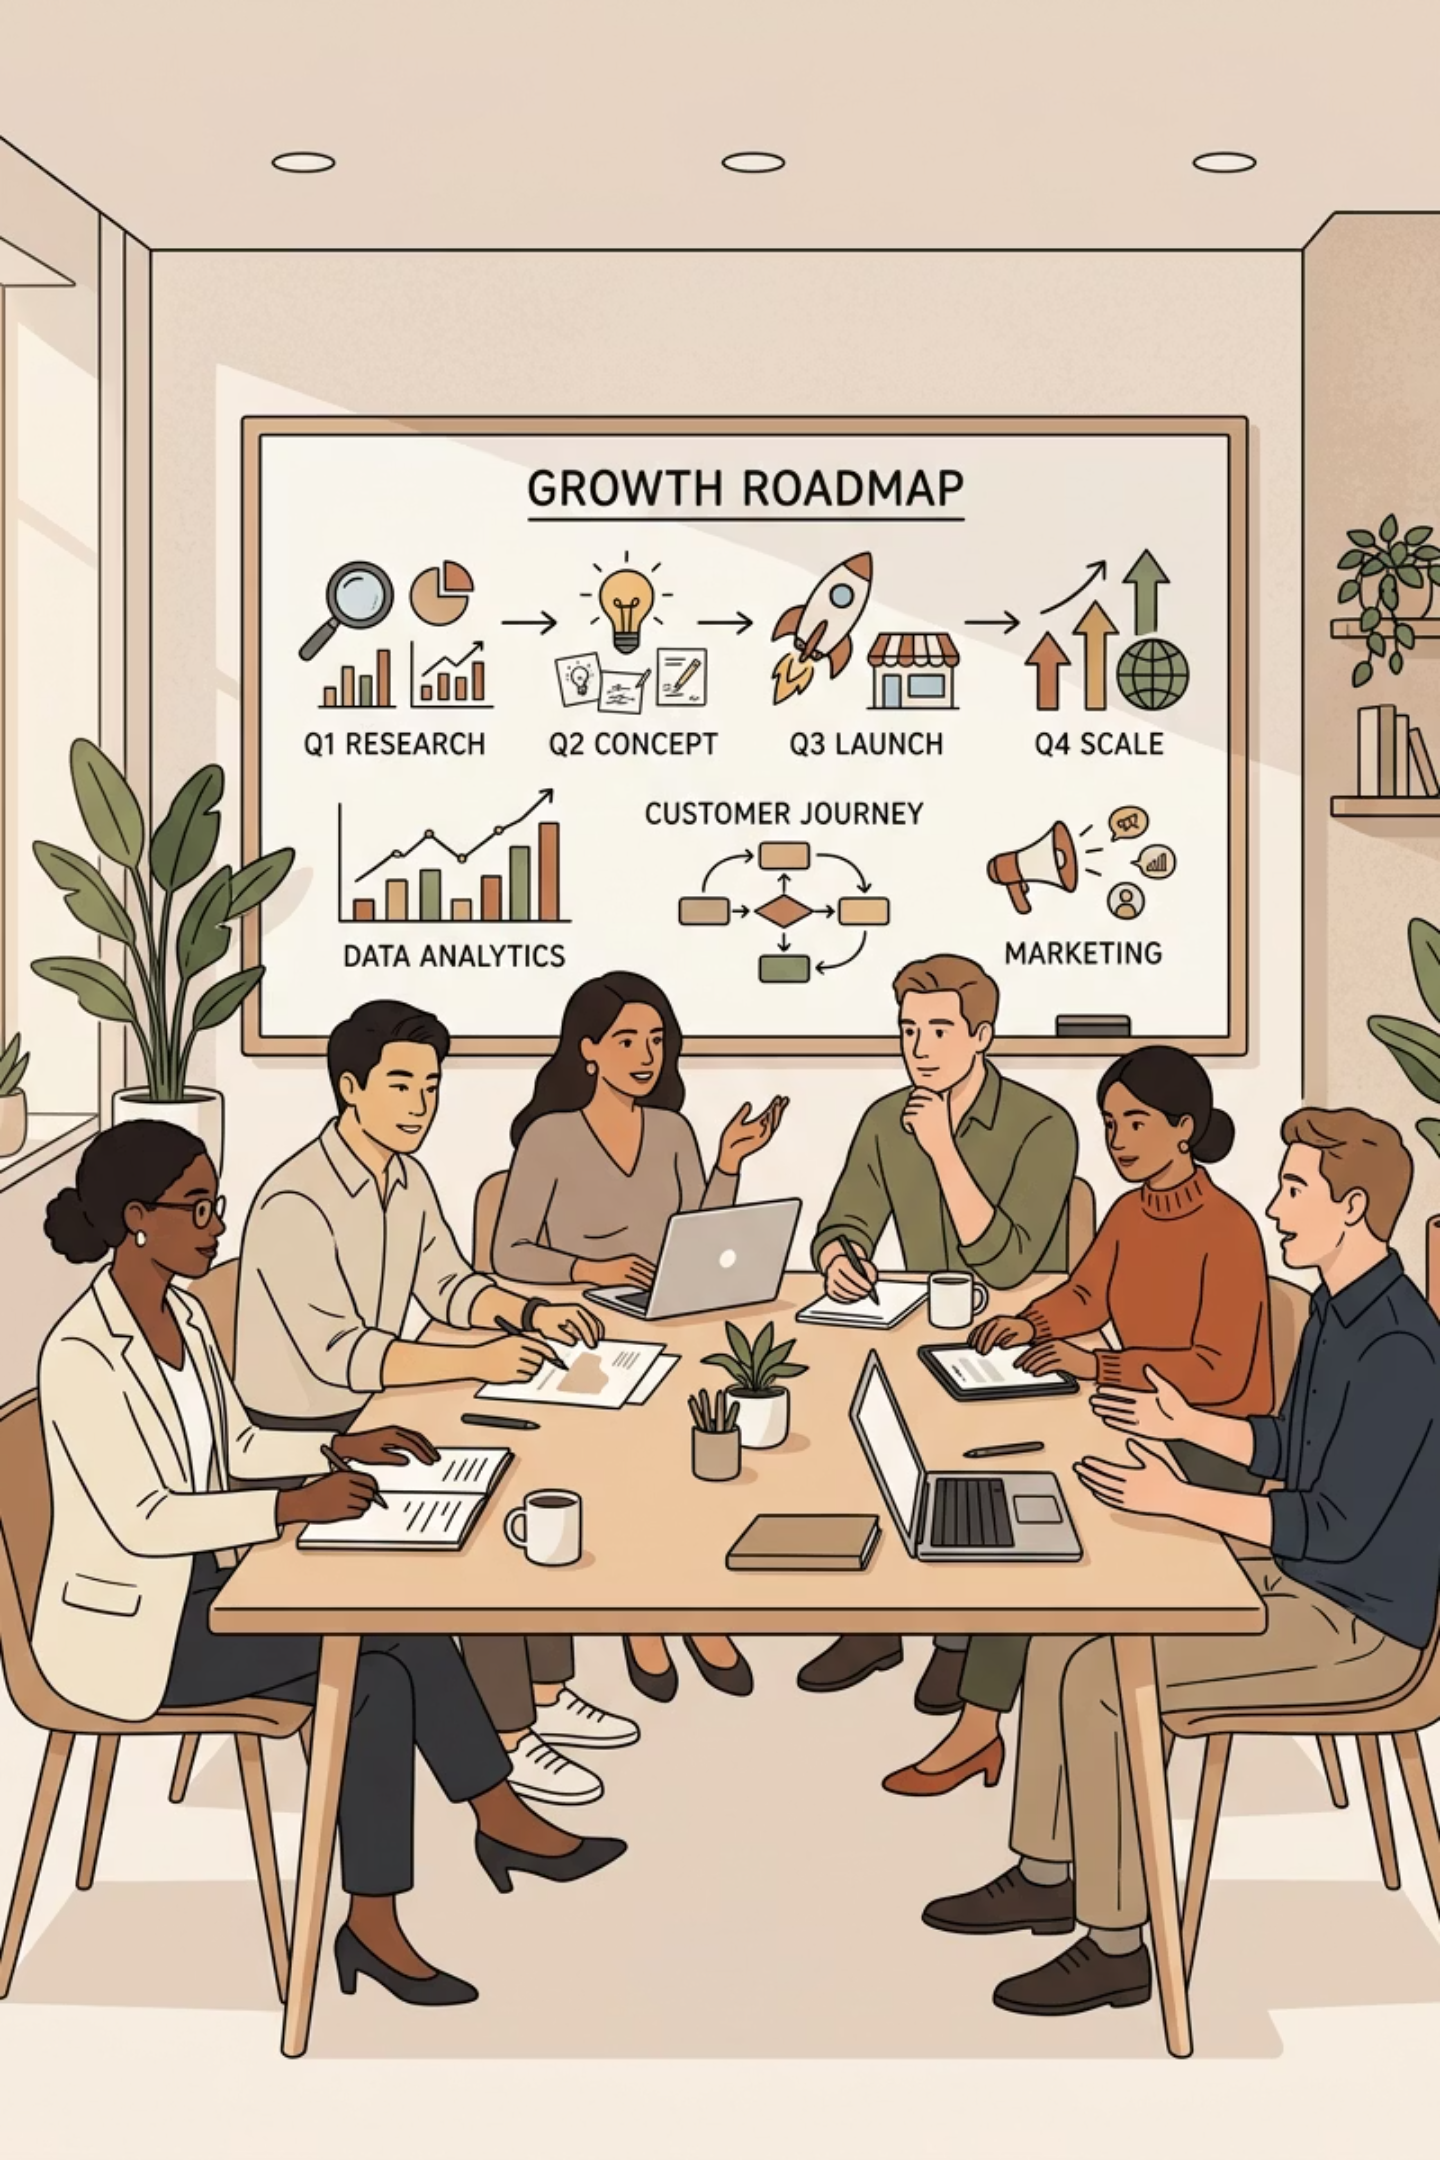 GROWTH ROADMAP
Q1 RESEARCH
Q2 CONCEPT
Q3 LAUNCH
Q4 SCALE
CUSTOMER JOURNEY
DATA ANALYTICS
MARKETING